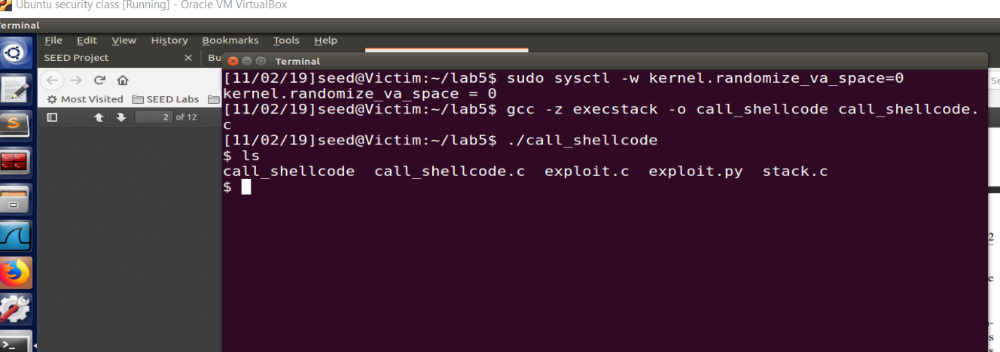 Ubuntu security class [Running] - Oracle VM VirtualBox
Terminal
File Edit View History Bookmarks Tools Help
SEED Project
Bu
Terminal
Most Visited SEED Labs
2 of 12
[11/02/19]seed@Victim:~/lab5$ sudo sysctl -w kernel.randomize_va_space=0
kernel.randomize_va_space = 0
[11/02/19]seed@Victim:~/lab5$ gcc -z execstack -o call_shellcode call_shellcode.
c
[11/02/19]seed@Victim:~/lab5$ ./call_shellcode
$ ls
call_shellcode call_shellcode.c exploit.c exploit.py stack.c
$